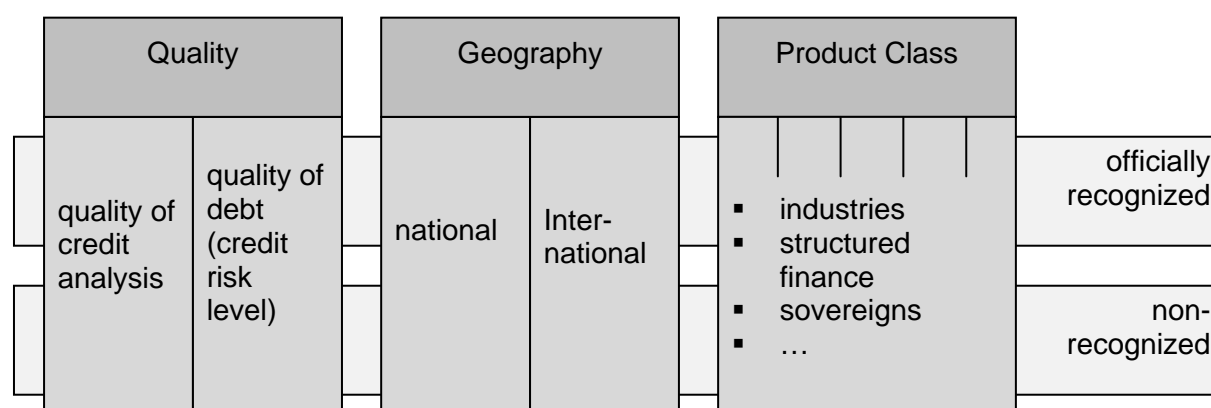 Quality
Geography
Product Class
quality of
credit
analysis
quality of
debt
(credit
risk
level)
national
Inter-
national
▪ industries
▪ structured
finance
▪ sovereigns
▪ …
officially
recognized
non-
recognized